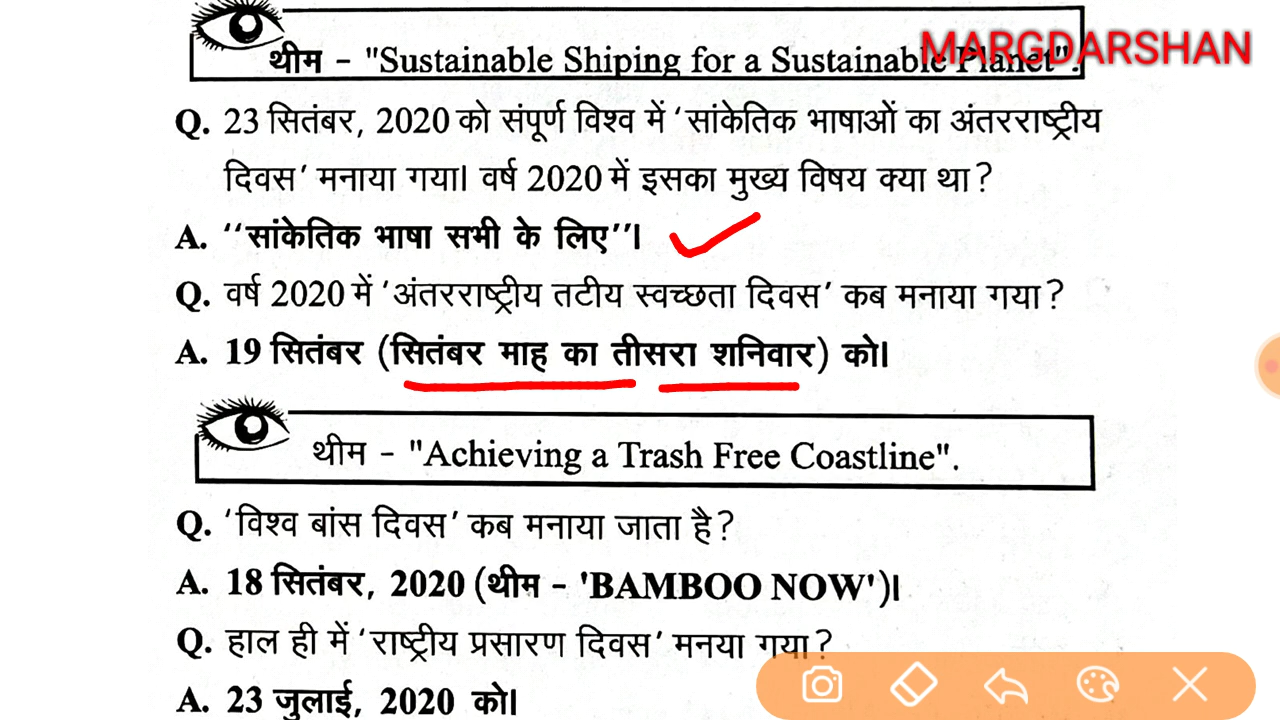 MARGDARSHAN
थीम - "Sustainable Shiping for a Sustainable Planet".
Q. 23 सितंबर, 2020 को संपूर्ण विश्व में ‘सांकेतिक भाषाओं का अंतरराष्ट्रीय
दिवस’ मनाया गया। वर्ष 2020 में इसका मुख्य विषय क्या था?
A. ‘‘सांकेतिक भाषा सभी के लिए’’।
Q. वर्ष 2020 में ‘अंतरराष्ट्रीय तटीय स्वच्छता दिवस’ कब मनाया गया?
A. 19 सितंबर (सितंबर माह का तीसरा शनिवार) को।
थीम - "Achieving a Trash Free Coastline".
Q. ‘विश्व बांस दिवस’ कब मनाया जाता है?
A. 18 सितंबर, 2020 (थीम - 'BAMBOO NOW')।
Q. हाल ही में ‘राष्ट्रीय प्रसारण दिवस’ मनया गया?
A. 23 जुलाई, 2020 को।